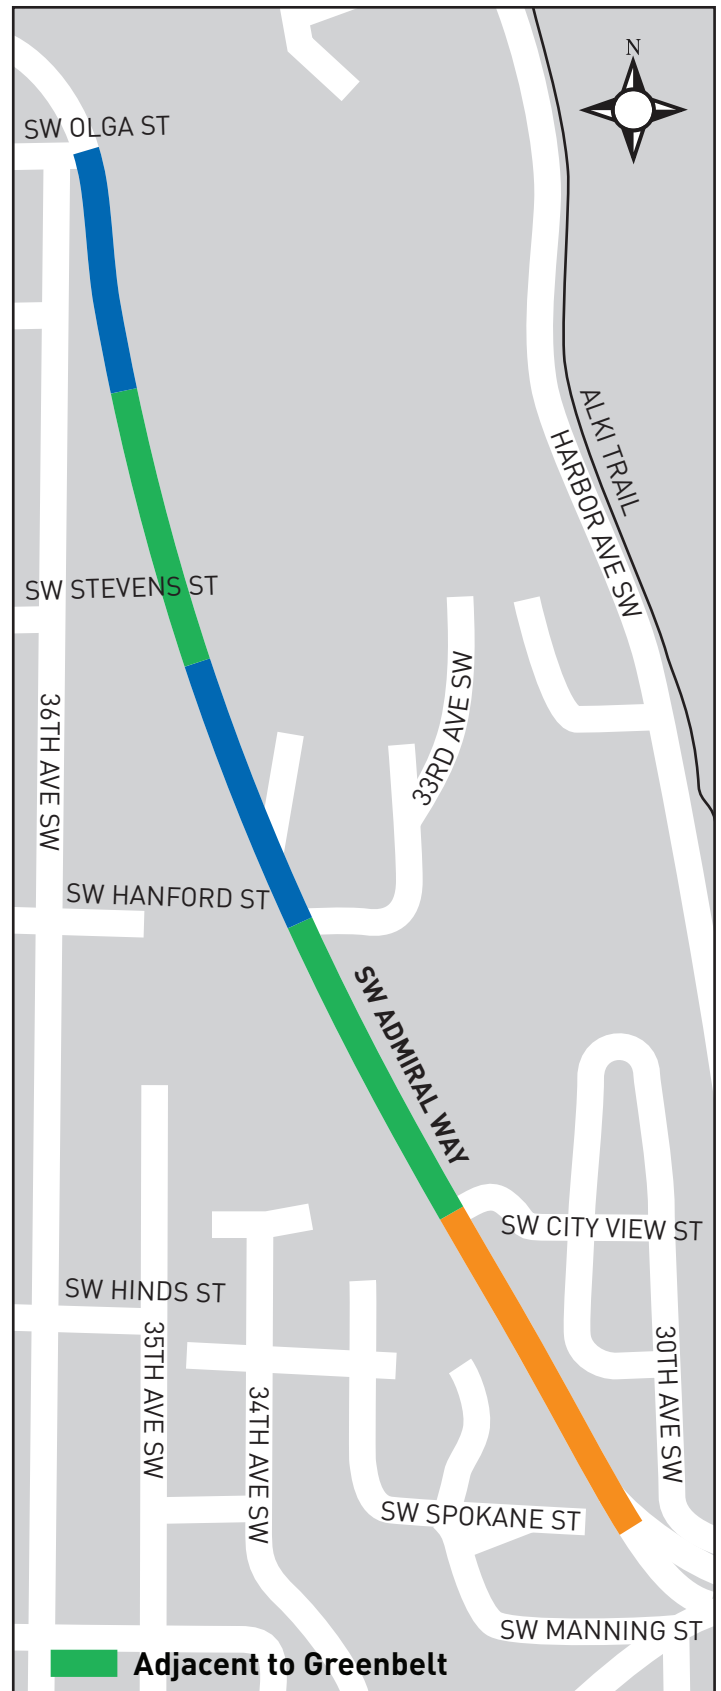 N
SW OLGA ST
ALKI TRAIL
HARBOR AVE SW
SW STEVENS ST
33RD AVE SW
36TH AVE SW
SW HANFORD ST
SW ADMIRAL WAY
SW CITY VIEW ST
SW HINDS ST
35TH AVE SW
30TH AVE SW
34TH AVE SW
SW SPOKANE ST
SW MANNING ST
Adjacent to Greenbelt